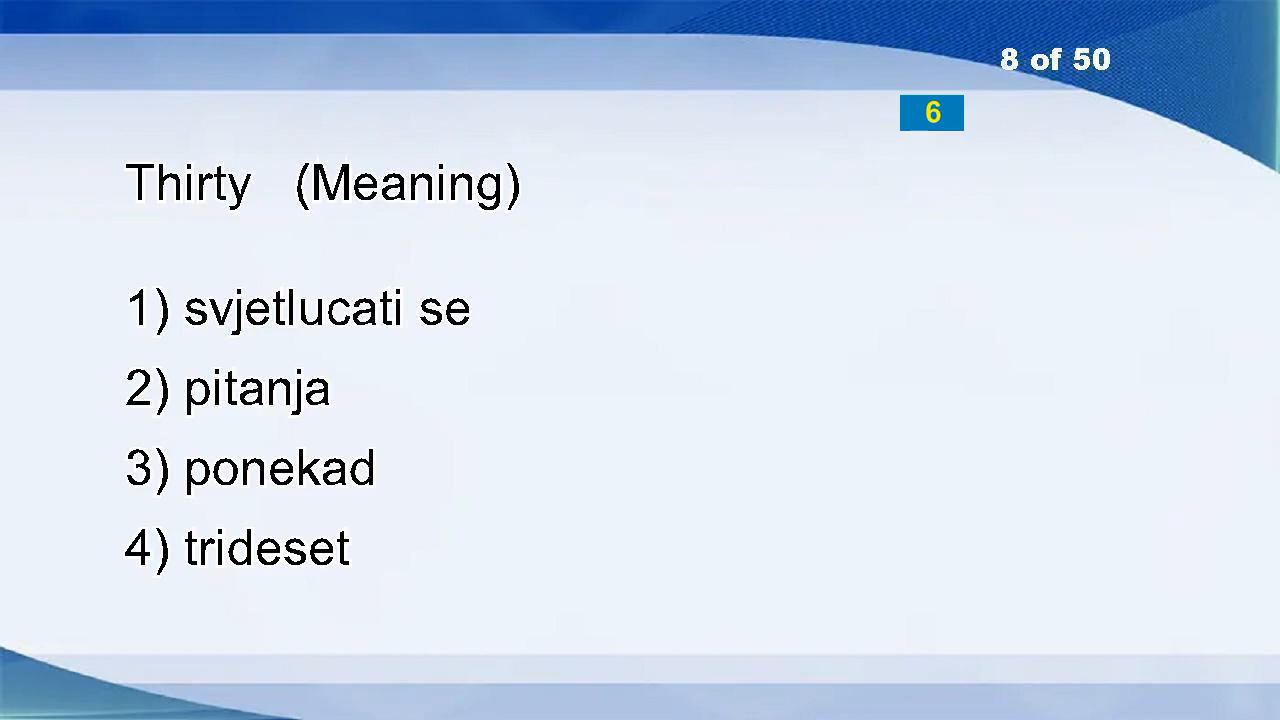 8 of 50
6
Thirty (Meaning)
1) svjetlucati se
2) pitanja
3) ponekad
4) trideset